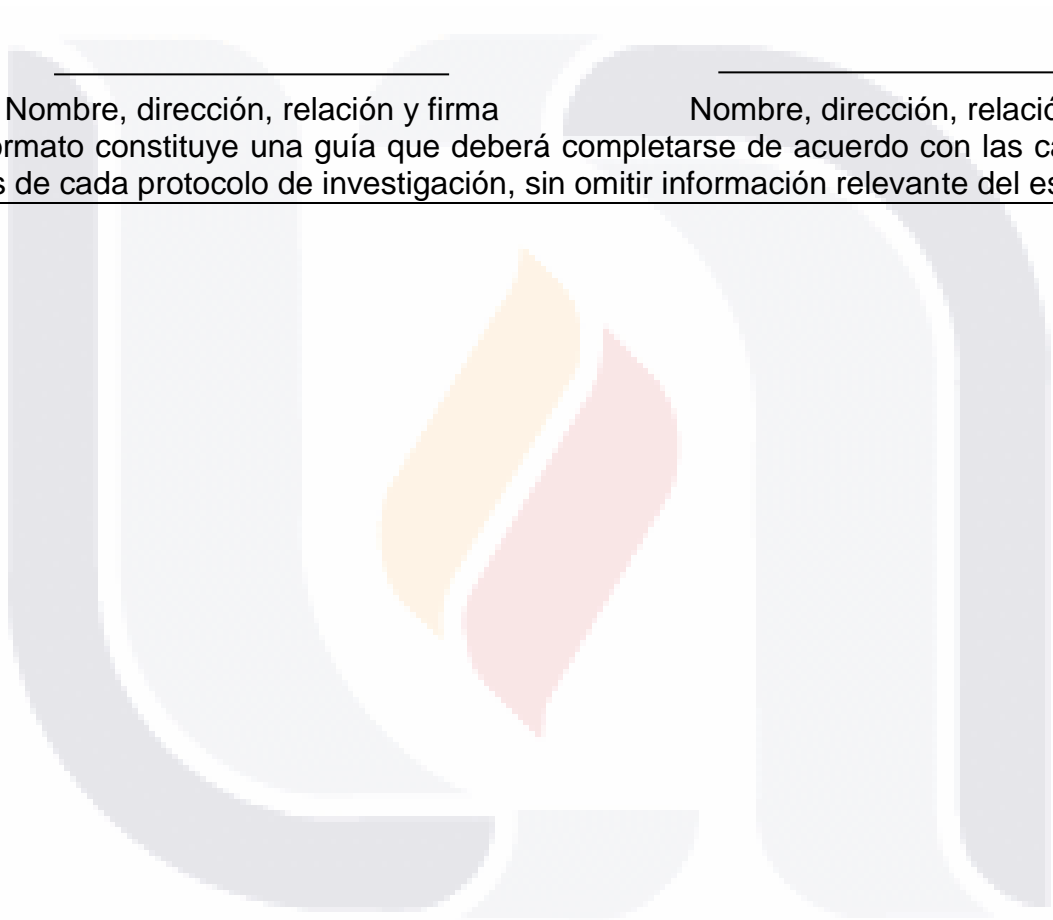 Nombre, dirección, relación y firma Nombre, dirección, relació
ormato constituye una guía que deberá completarse de acuerdo con las ca
s de cada protocolo de investigación, sin omitir información relevante del es